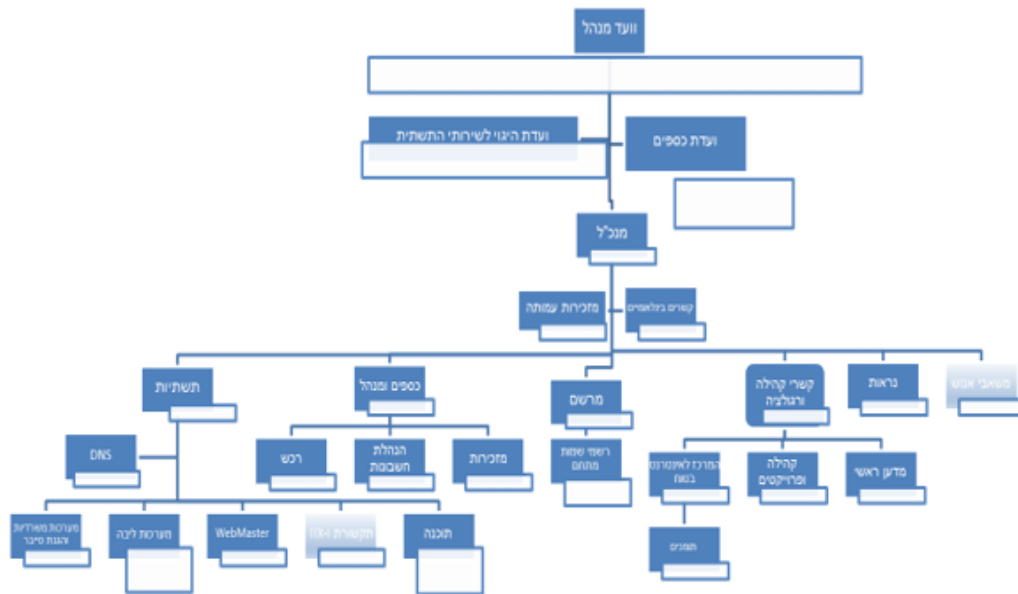 וועד מנהל
ועדת כספים
ועדת היגוי לשירותי התשתית
מנכ"ל
קשרים בינלאומיים
מזכירות עמותה
משאבי אנוש
נראות
קשרי קהילה
ורגולציה
מרשם
כספים ומנהל
תשתיות
מדען ראשי
קהילה
ופרוייקטים
המרכז לאינטרנט
בטוח
רשמי שמות
מתחם
מזכירות
הנהלת
חשבונות
רכש
DNS
תומכים
תוכנה
תקשורת ו-IIX
WebMaster
מערכות ליבה
מערכות משרדיות
והגנת סייבר